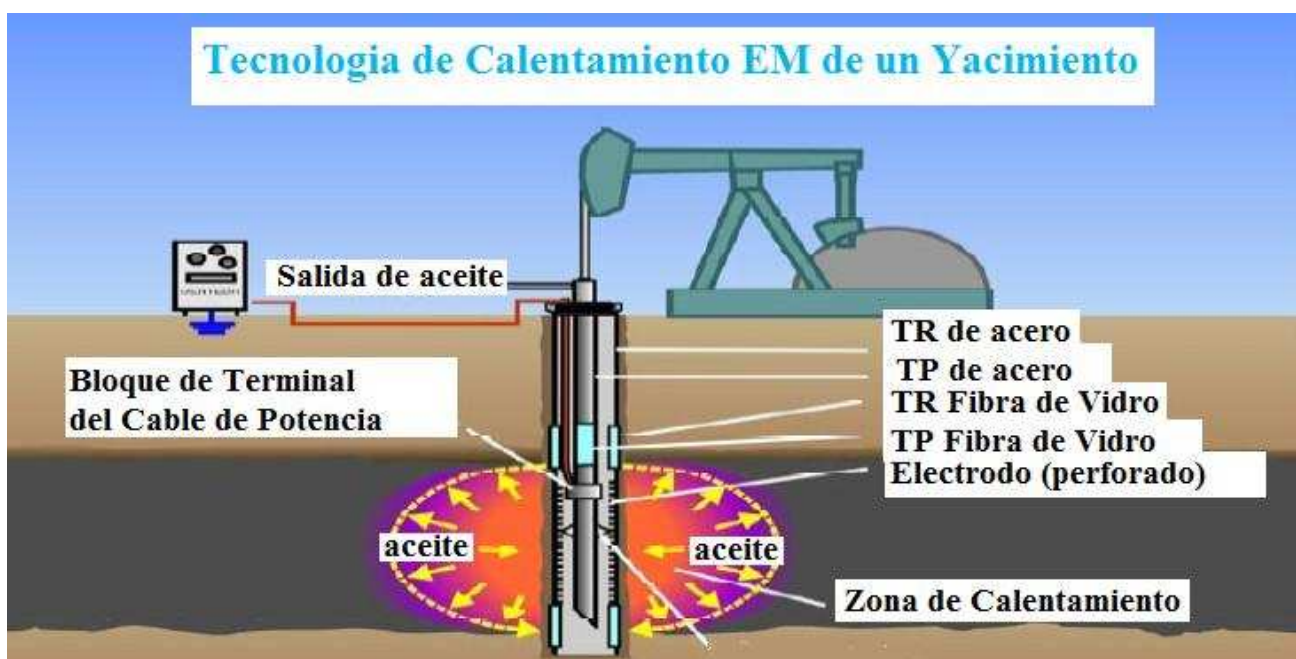 Tecnologia de Calentamiento EM de un Yacimiento
Salida de aceite
Bloque de Terminal
del Cable de Potencia
TR de acero
TP de acero
TR Fibra de Vidro
TP Fibra de Vidro
Electrodo (perforado)
aceite
aceite
Zona de Calentamiento